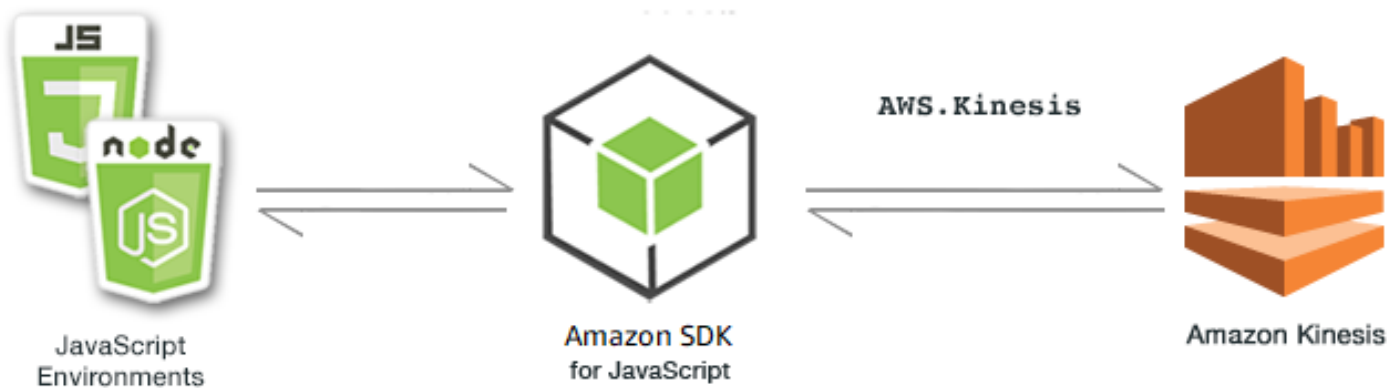 JS
node
JS
AWS.Kinesis
JavaScript
Environments
Amazon SDK
for JavaScript
Amazon Kinesis